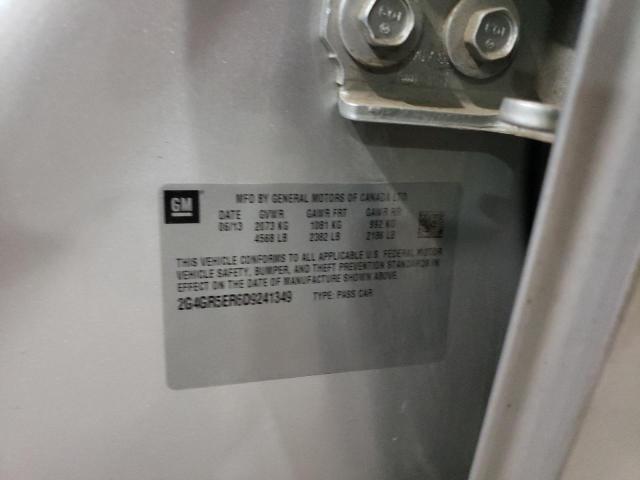 GM
MFD BY GENERAL MOTORS OF CANADA LTD
DATE GVWR GAWR FRT GAWR RR
06/13 2073 KG 1081 KG 992 KG
4568 LB 2382 LB 2186 LB
THIS VEHICLE CONFORMS TO ALL APPLICABLE U.S. FEDERAL MOTOR
VEHICLE SAFETY, BUMPER, AND THEFT PREVENTION STANDARDS IN
EFFECT ON THE DATE OF MANUFACTURE SHOWN ABOVE.
2G4GR5ER6D9241349 TYPE: PASS CAR